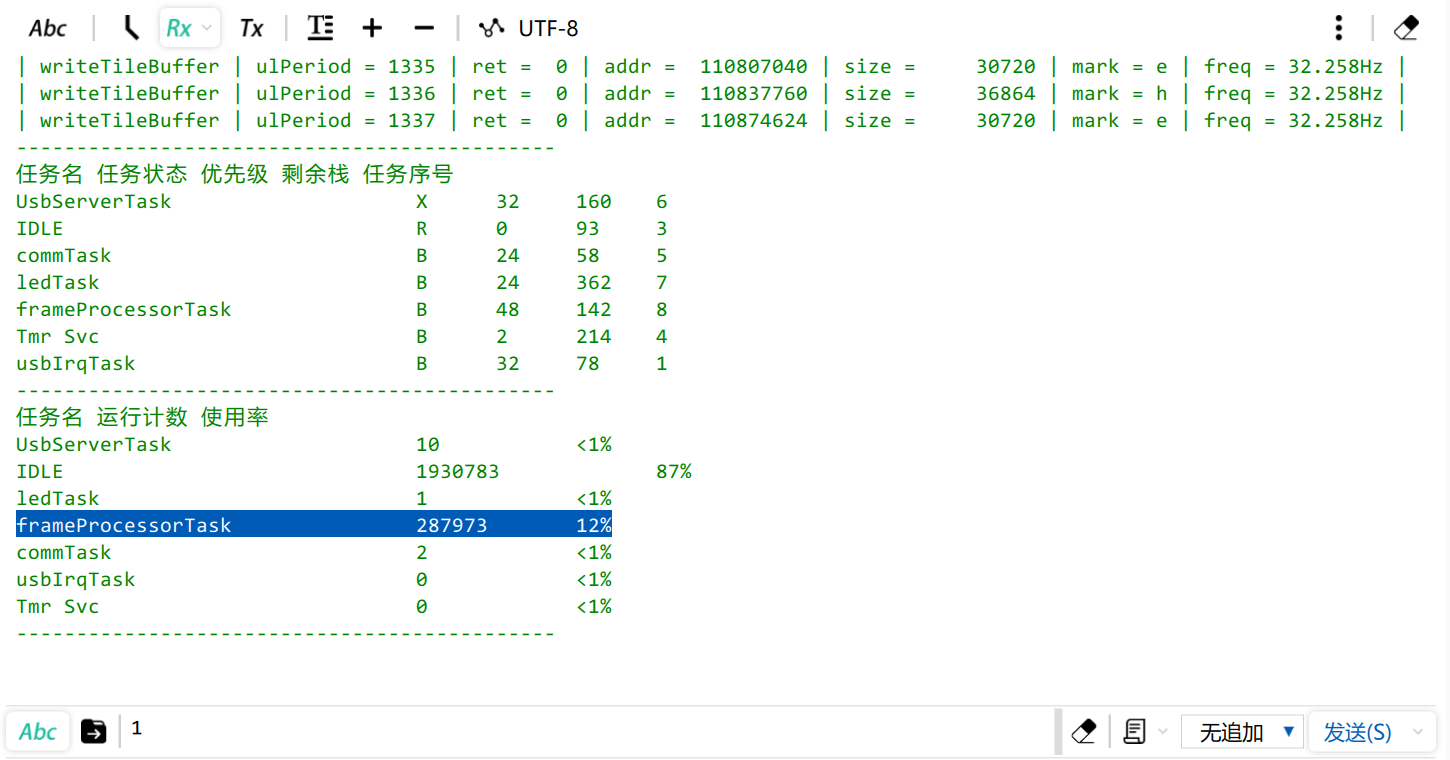 Abc Rx Tx T UTF-8
| writeTileBuffer | ulPeriod = 1335 | ret =  0 | addr =  110807040 | size =     30720 | mark = e | freq = 32.258Hz |
| writeTileBuffer | ulPeriod = 1336 | ret =  0 | addr =  110837760 | size =     36864 | mark = h | freq = 32.258Hz |
| writeTileBuffer | ulPeriod = 1337 | ret =  0 | addr =  110874624 | size =     30720 | mark = e | freq = 32.258Hz |
---------------------------------------------
任务名 任务状态 优先级 剩余栈 任务序号
UsbServerTask X 32 160 6
IDLE R 0 93 3
commTask B 24 58 5
ledTask B 24 362 7
frameProcessorTask B 48 142 8
Tmr Svc B 2 214 4
usbIrqTask B 32 78 1
---------------------------------------------
任务名 运行计数 使用率
UsbServerTask 10 <1%
IDLE 1930783 87%
ledTask 1 <1%
frameProcessorTask 287973 12%
commTask 2 <1%
usbIrqTask 0 <1%
Tmr Svc 0 <1%
---------------------------------------------
Abc 1 无追加 发送(S)